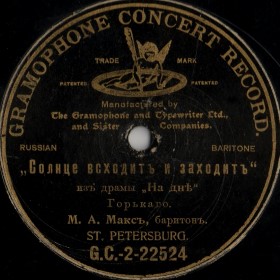 GRAMOPHONE CONCERT RECORD.
TRADE MARK
PATENTED. PATENTED.
Manufactured by
The Gramophone and Typewriter Ltd.,
and Sister Companies.
RUSSIAN BARITONE
„Солнце всходитъ и заходитъ“
изъ драмы „На днѣ“
Горькаго.
М. А. Максъ, баритонъ.
ST. PETERSBURG.
G.C.-2-22524